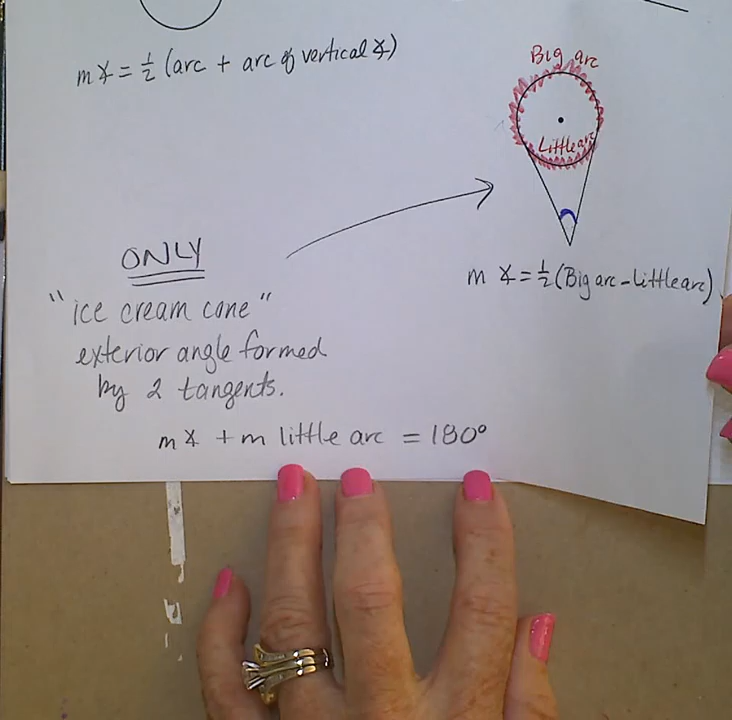 m∡ = ½ (arc + arc of vertical ∡)
Big arc
Little arc
m ∡ = ½ (Big arc - little arc)
ONLY
"ice cream cone"
exterior angle formed
by 2 tangents.
m∡ + m little arc = 180°